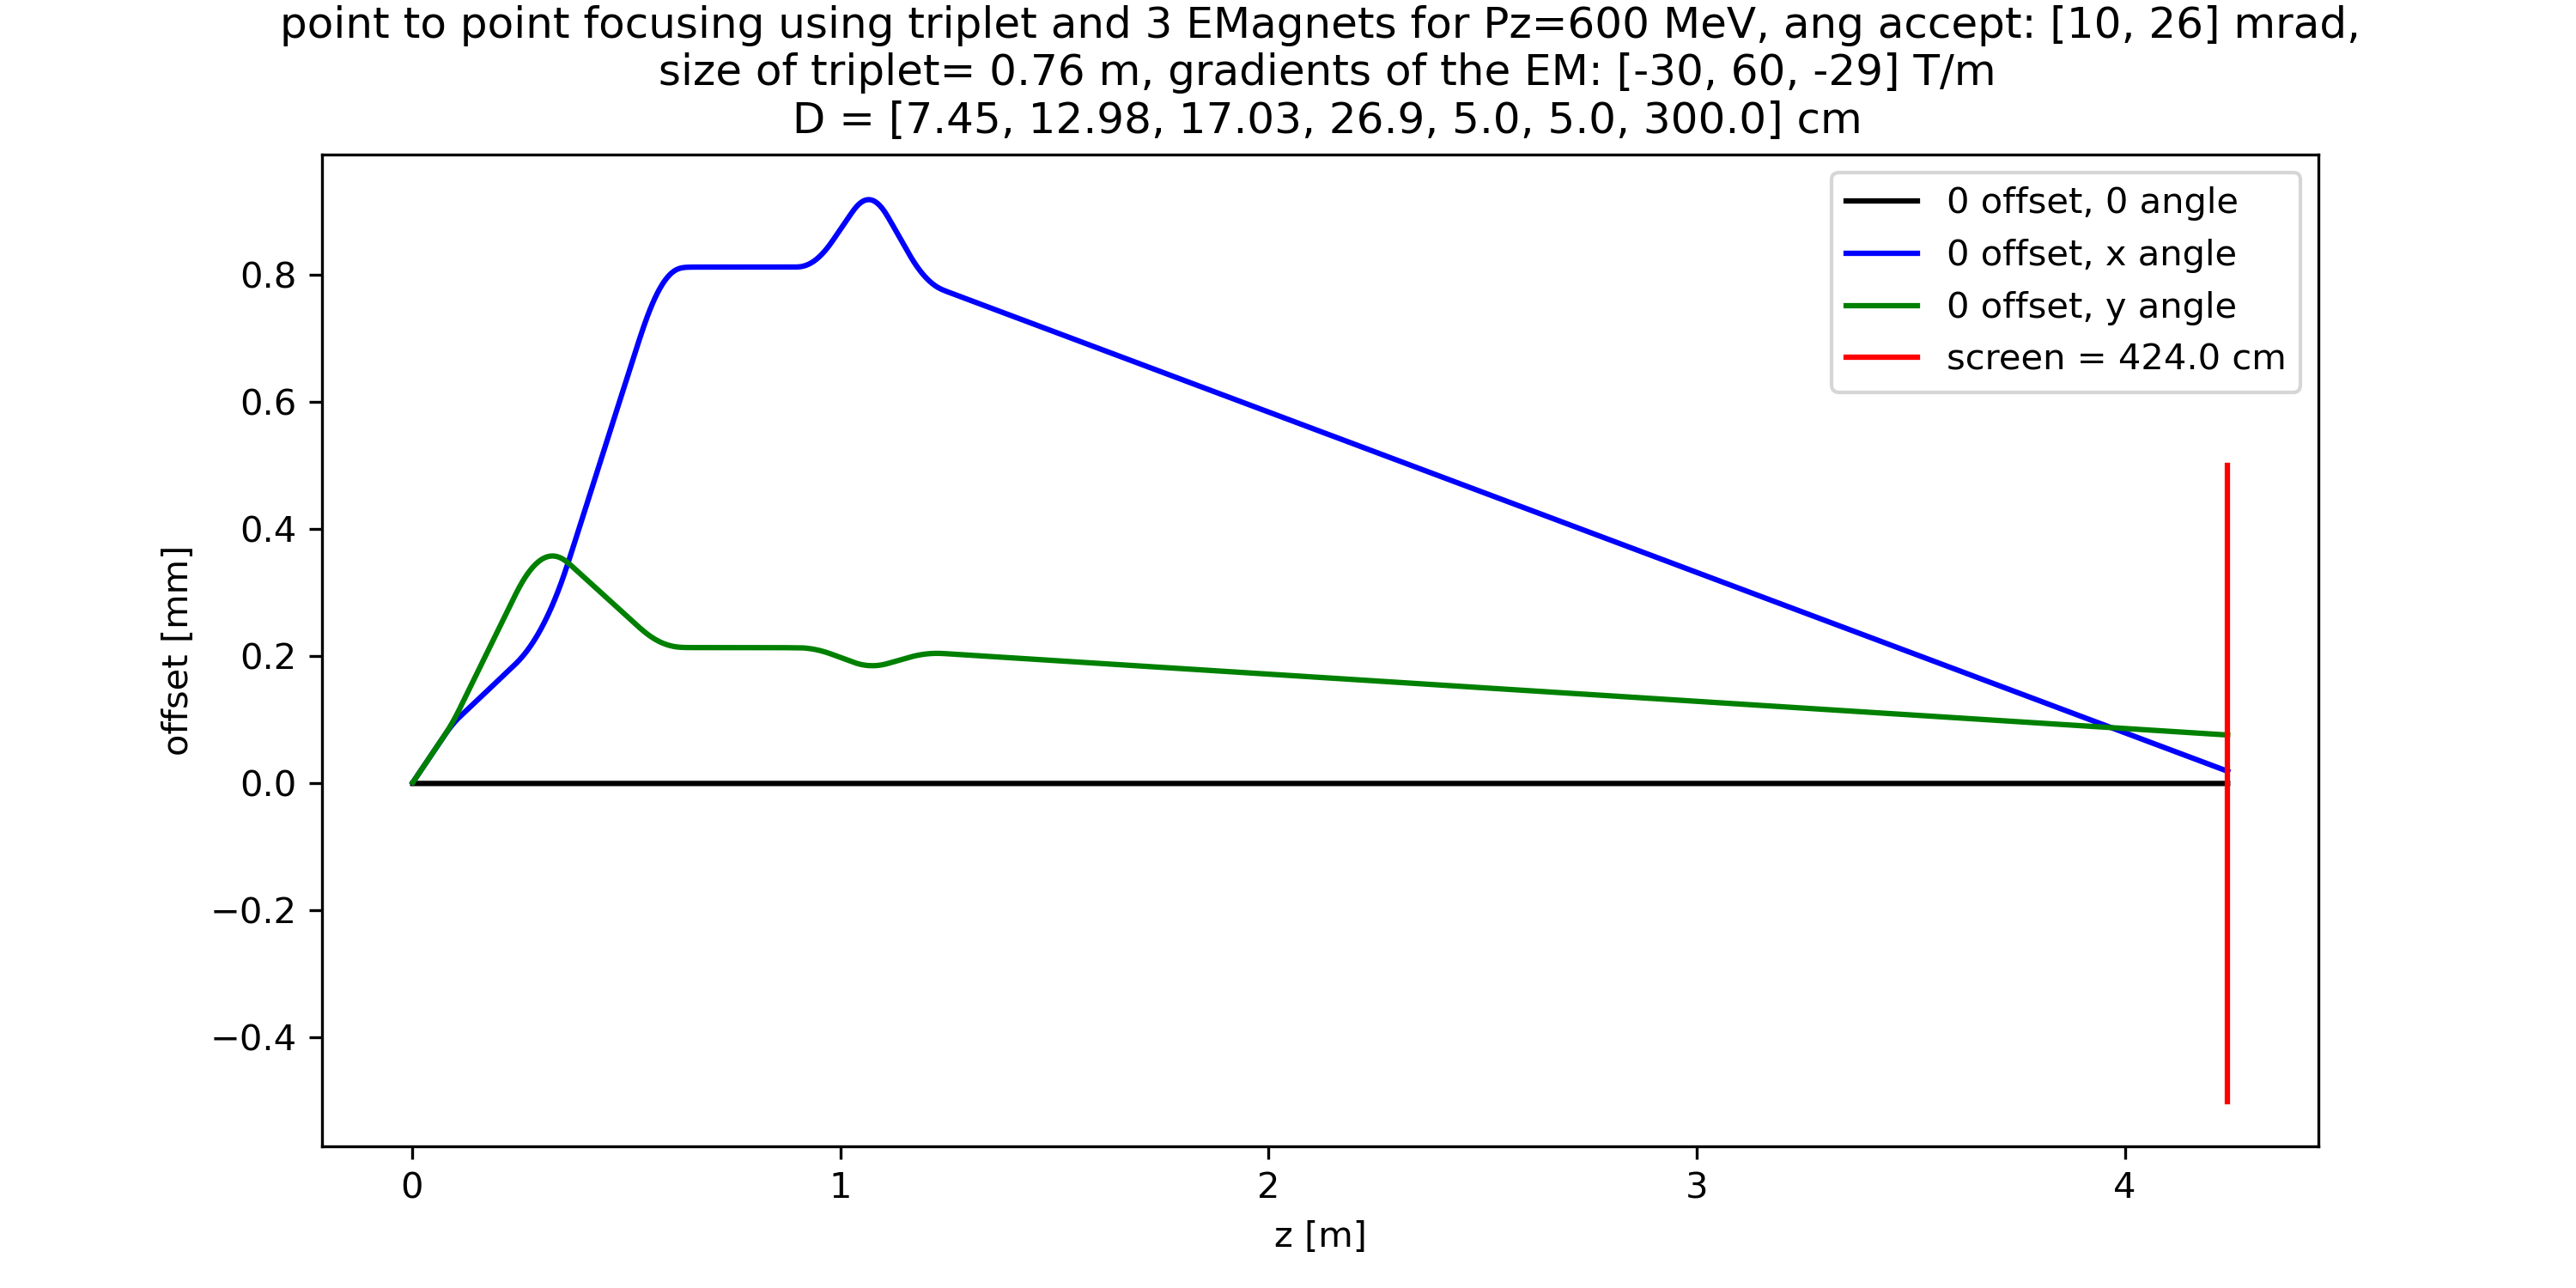 point to point focusing using triplet and 3 EMagnets for Pz=600 MeV, ang accept: [10, 26] mrad,
size of triplet= 0.76 m, gradients of the EM: [-30, 60, -29] T/m
D = [7.45, 12.98, 17.03, 26.9, 5.0, 5.0, 300.0] cm
0 offset, 0 angle
0 offset, x angle
0 offset, y angle
screen = 424.0 cm
offset [mm]
0.8
0.6
0.4
0.2
0.0
−0.2
−0.4
0 1 2 3 4
z [m]